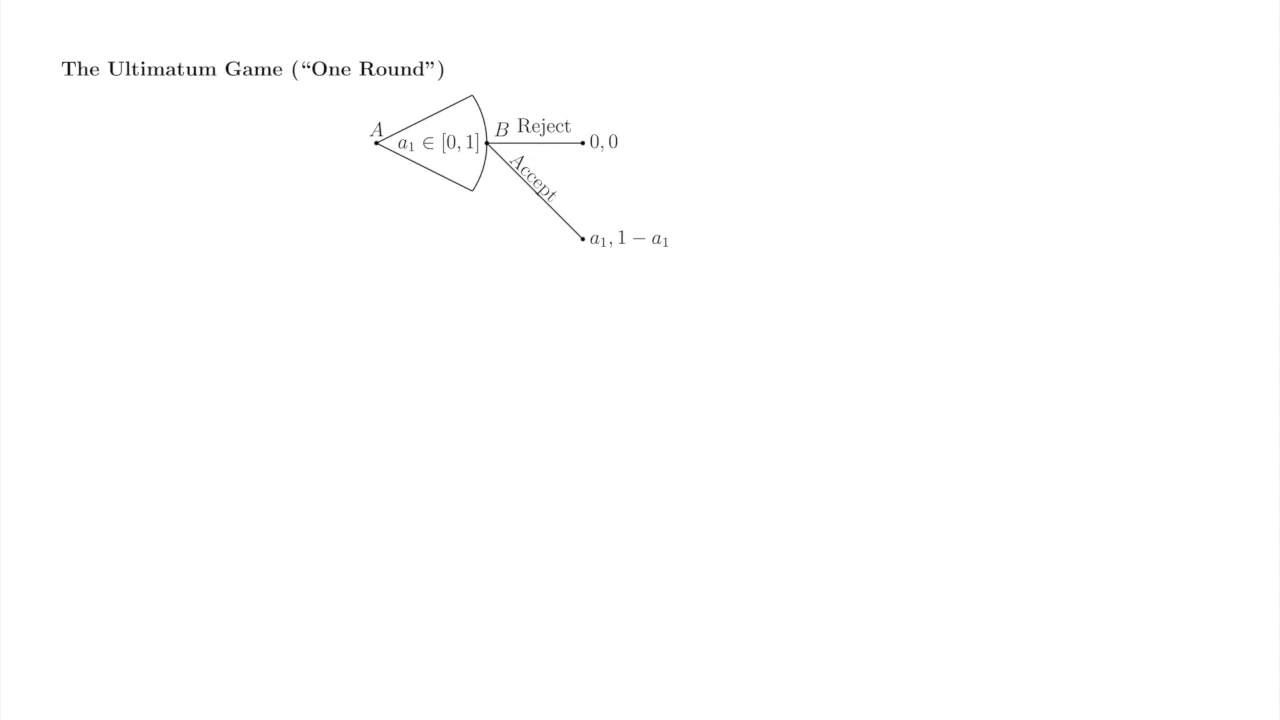 The Ultimatum Game (“One Round”)
A
a₁ ∈ [0, 1]
B
Reject
0, 0
Accept
a₁, 1 − a₁